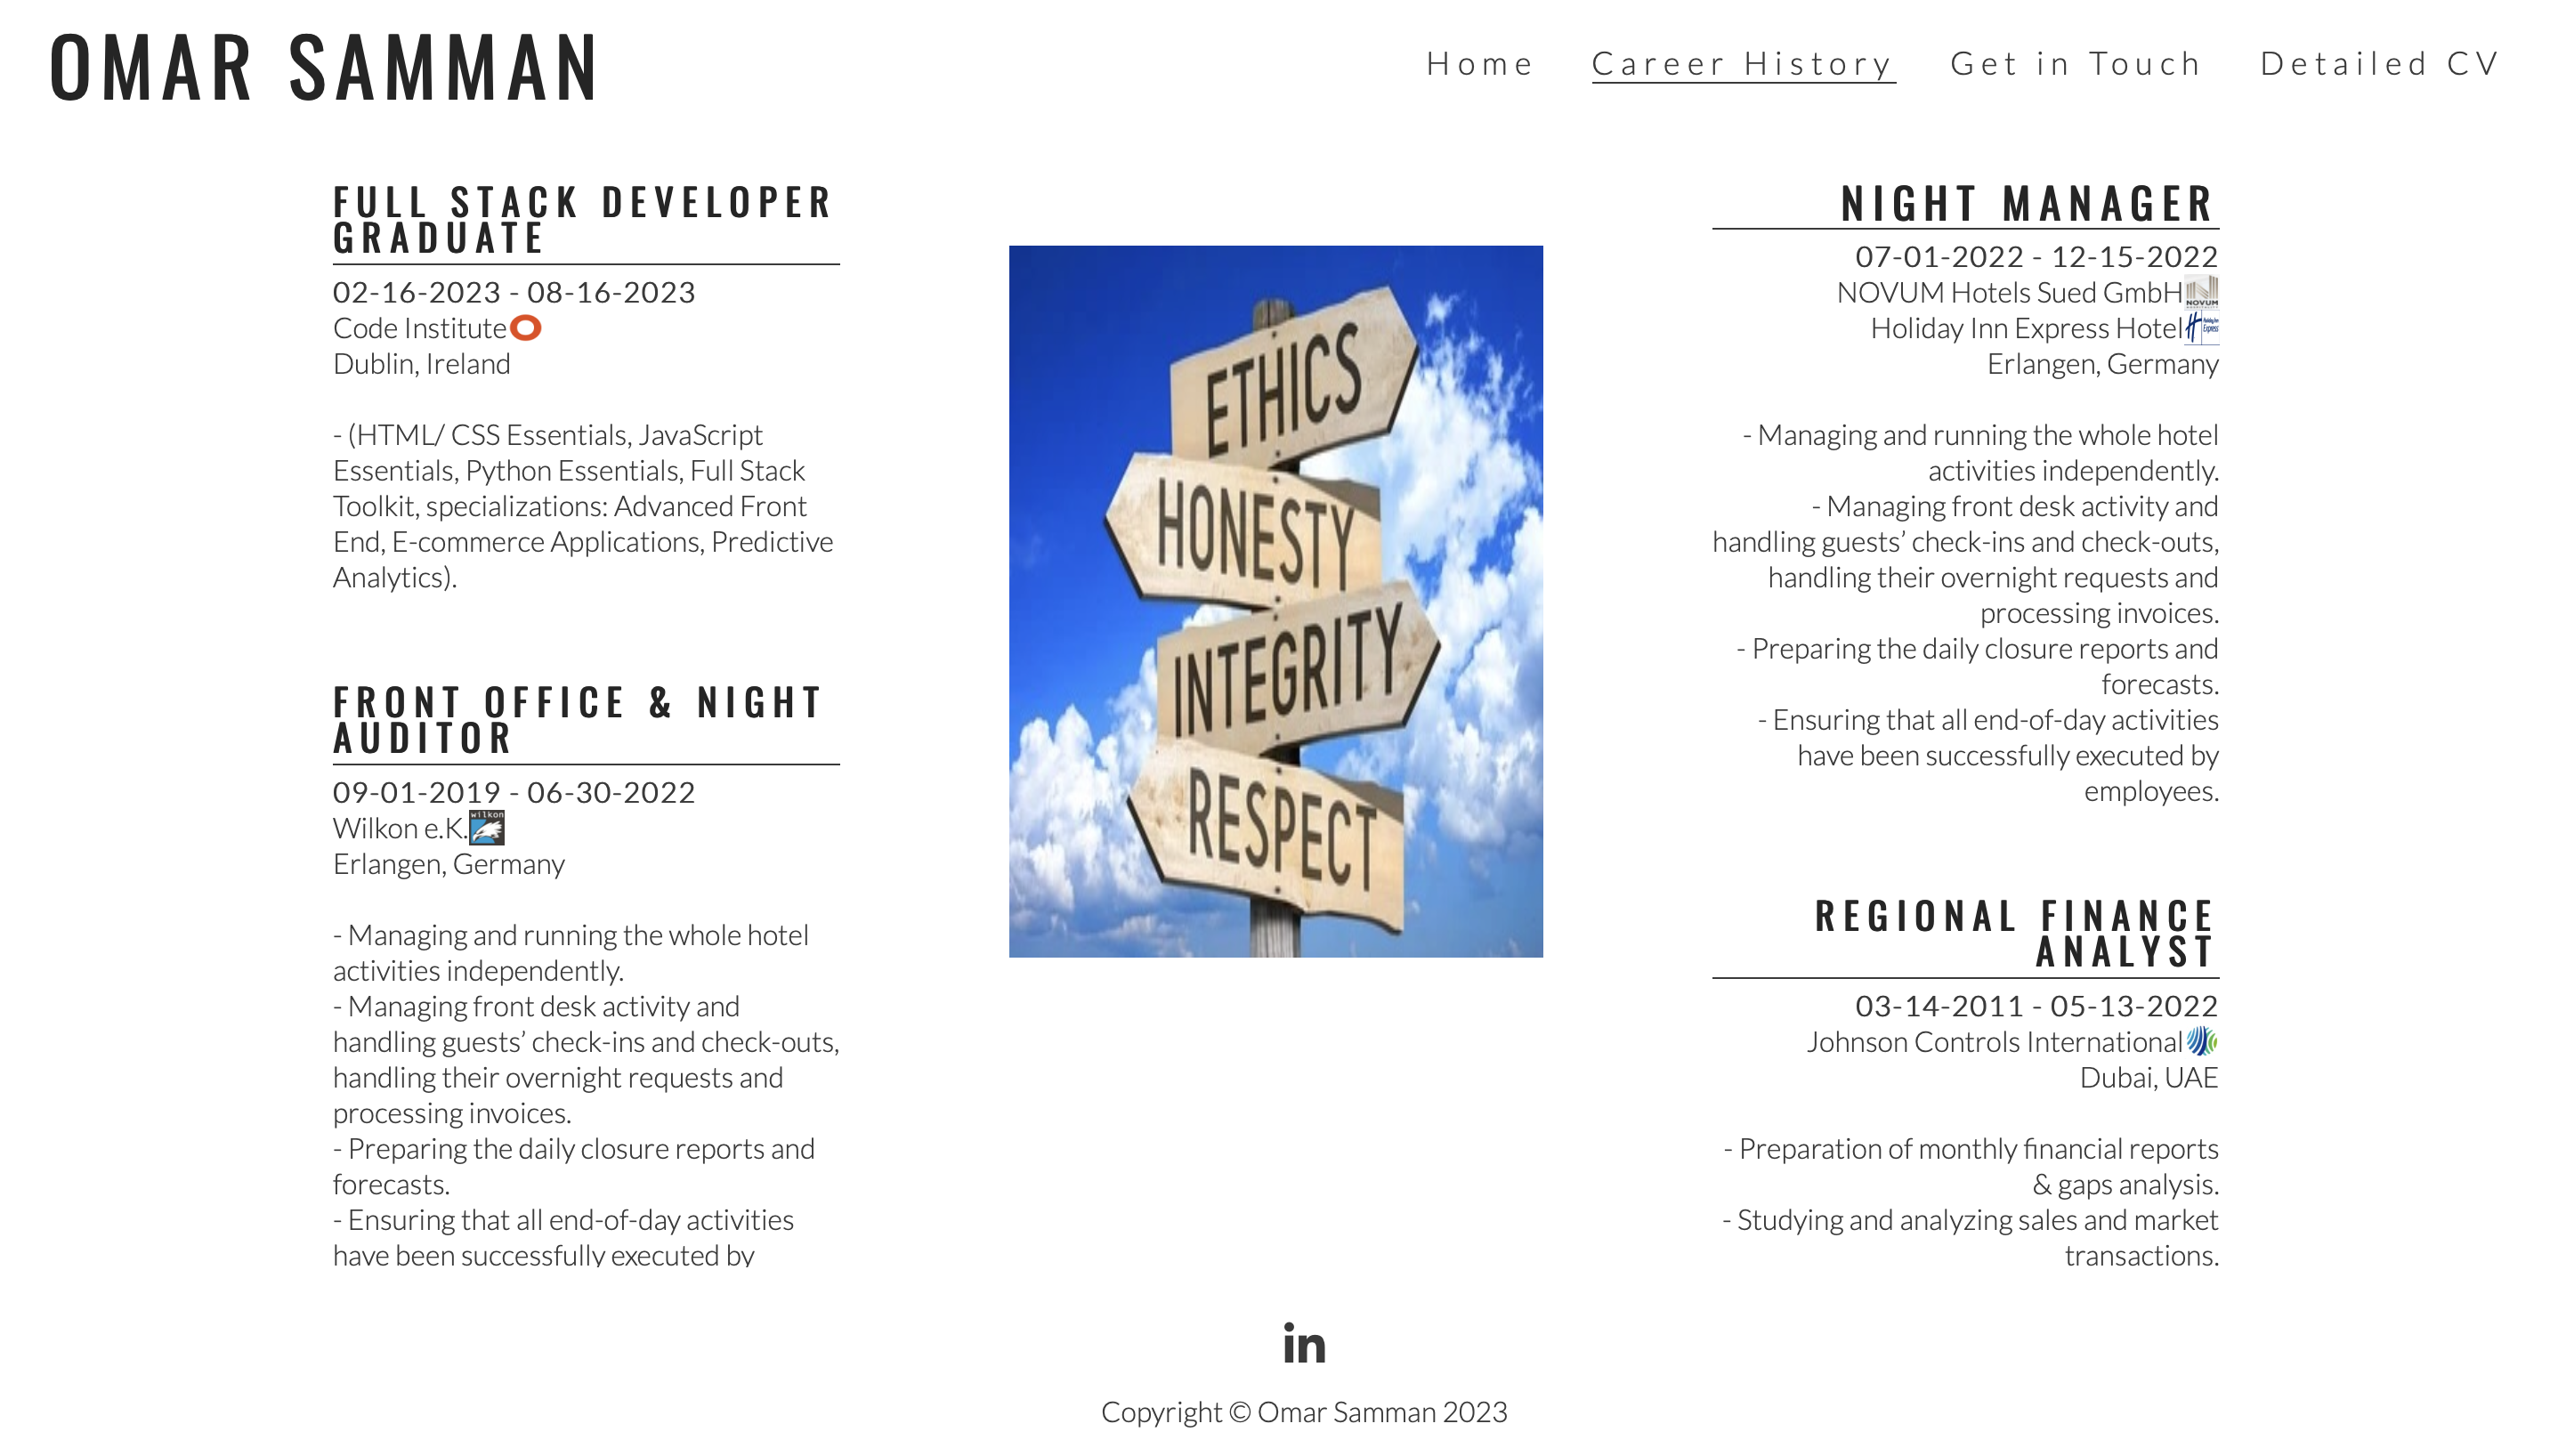 OMAR SAMMAN
Home
Career History
Get in Touch
Detailed CV
FULL STACK DEVELOPER
GRADUATE
02-16-2023 - 08-16-2023
Code Institute
Dublin, Ireland
- (HTML/ CSS Essentials, JavaScript
Essentials, Python Essentials, Full Stack
Toolkit, specializations: Advanced Front
End, E-commerce Applications, Predictive
Analytics).
FRONT OFFICE & NIGHT
AUDITOR
09-01-2019 - 06-30-2022
Wilkon e.K.
wilkon
Erlangen, Germany
- Managing and running the whole hotel
activities independently.
- Managing front desk activity and
handling guests’ check-ins and check-outs,
handling their overnight requests and
processing invoices.
- Preparing the daily closure reports and
forecasts.
- Ensuring that all end-of-day activities
have been successfully executed by
ETHICS
HONESTY
INTEGRITY
RESPECT
NIGHT MANAGER
07-01-2022 - 12-15-2022
NOVUM Hotels Sued GmbH
NOVUM
Holiday Inn Express Hotel
Holiday Inn
Express
Erlangen, Germany
- Managing and running the whole hotel
activities independently.
- Managing front desk activity and
handling guests’ check-ins and check-outs,
handling their overnight requests and
processing invoices.
- Preparing the daily closure reports and
forecasts.
- Ensuring that all end-of-day activities
have been successfully executed by
employees.
REGIONAL FINANCE
ANALYST
03-14-2011 - 05-13-2022
Johnson Controls International
Dubai, UAE
- Preparation of monthly financial reports
& gaps analysis.
- Studying and analyzing sales and market
transactions.
in
Copyright © Omar Samman 2023